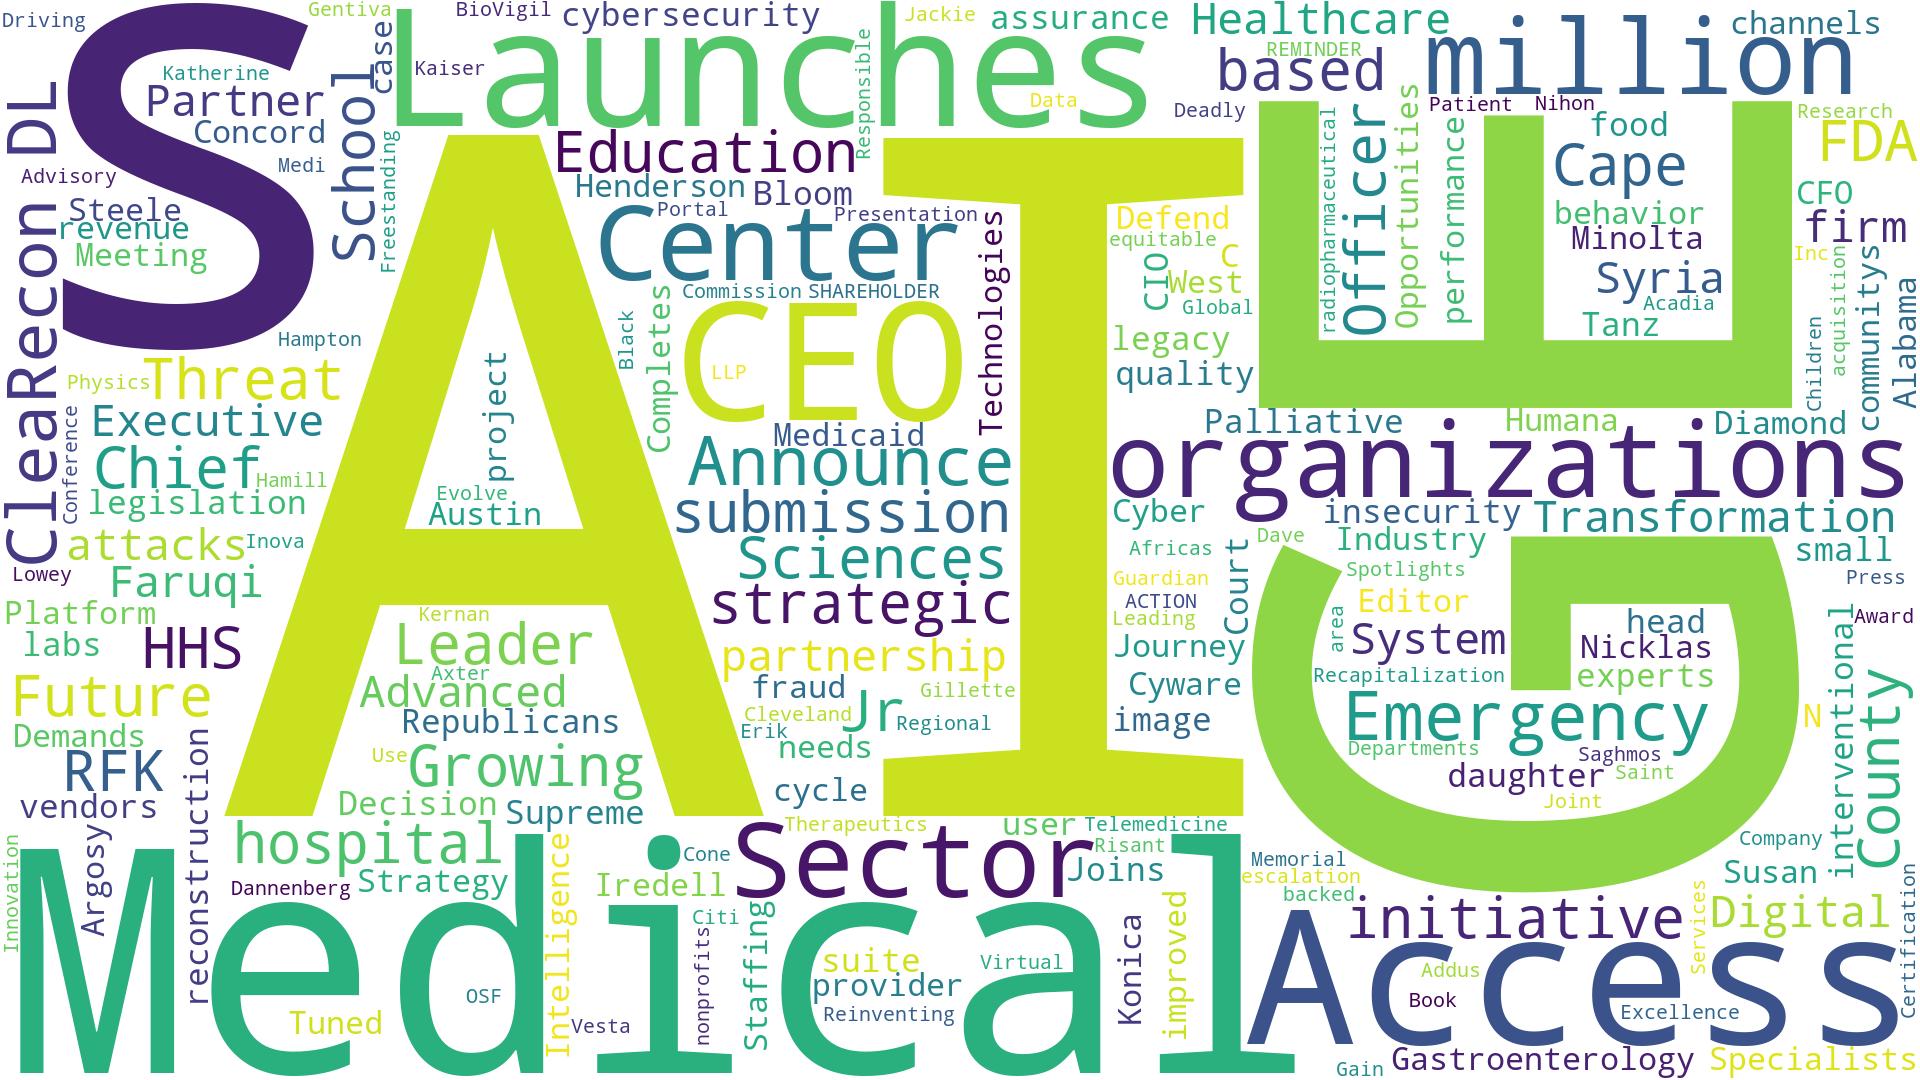 Driving
Gentiva
BioVigil
cybersecurity
Jackie
assurance
Healthcare
channels
S
Launches
REMINDER
million
Katherine
Kaiser
case
School
Partner
Concord
Medi
Freestanding
Responsible
Data
based
Deadly
Patient
Nihon
Research
FDA
DL
Advisory
Steele
revenue
Meeting
Hampton
ClearRecon
Education
Henderson
Bloom
Portal
Presentation
Center
Commission
SHAREHOLDER
Technologies
A
I
Defend
equitable
C
CIO
West
Global
legacy
quality
E
radiopharmaceutical
Officer
Opportunities
performance
food
Cape
behavior
Minolta
Syria
Acadia
Tanz
CFO
firm
Inc
acquisition
communitys
Children
Alabama
Physics
Threat
Executive
Conference
Chief
Hamill
legislation
attacks
Inova
Lowey
Faruqi
Platform
labs
HHS
Future
Demands
RFK
vendors
project
Evolve
Austin
Black
Completes
CEO
LLP
Medicaid
Announce
submission
Sciences
strategic
partnership
Palliative
Humana
Diamond
organizations
insecurity
Transformation
Cyber
Africas
Guardian
ACTION
Leading
Journey
Court
Cyware
image
Dave
Industry
small
Spotlights
Press
Editor
area
System
head
Nicklas
experts
Award
Recapitalization
G
Emergency
Departments
Saghmos
daughter
Saint
Joint
N
interventional
County
Kernan
Leader
Axter
Advanced
Republicans
Use
Growing
Decision
Supreme
fraud
Jr
Gillette
Cleveland
Regional
Erik
needs
cycle
Therapeutics
user
Telemedicine
Risant
Joins
Memorial
escalation
backed
Company
Susan
reconstruction
Argosy
Innovation
hospital
Dannenberg
Strategy
Intelligence
Iredell
Cone
Citi
Sector
Medical
OSF
Tuned
Vesta
nonprofits
Staffing
suite
provider
Virtual
Reinventing
Konica
improved
initiative
Services
Digital
Certification
Access
Addus
Book
Excellence
Gain
Gastroenterology
Specialists